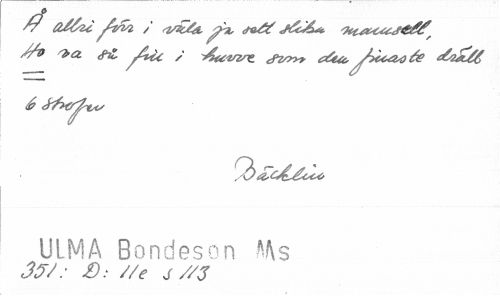 Å allri förr i väla ja sett slika mamsell,
Ho va så fin i huvve som den finaste dräll
6 strofer
Bäcklin
ULMA Bondeson Ms
351: D: 11e s 113